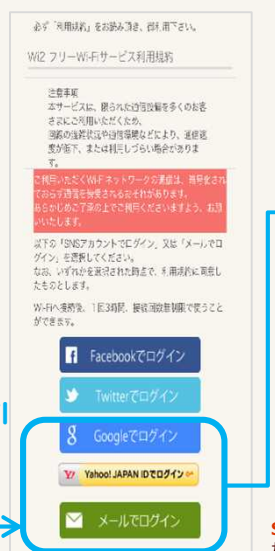 必ず「利用規約」をお読み頂き、御利用下さい。
Wi2 フリーWi-Fiサービス利用規約
注意事項
本サービスは、限られた通信設備を多くのお客
さまにご利用いただくため、
回線の混雑状況や通信環境などにより、通信速
度が低下、または利用しづらい場合がありま
す。
ご利用いただくWi-Fiネットワークの通信は、暗号化され
ておらず通信を傍受されるおそれがあります。
あらかじめご了承の上でご利用くださいますよう、お願
いいたします。
以下の「SNSアカウントでログイン」又は「メールでロ
グイン」を選択してください。
なお、いずれかを選択された時点で、利用規約に同意し
たものとします。
Wi-Fiへ接続後、1回3時間、接続回数無制限で使うこと
ができます。
Facebookでログイン
Twitterでログイン
Googleでログイン
Y! Yahoo! JAPAN IDでログイン
メールでログイン